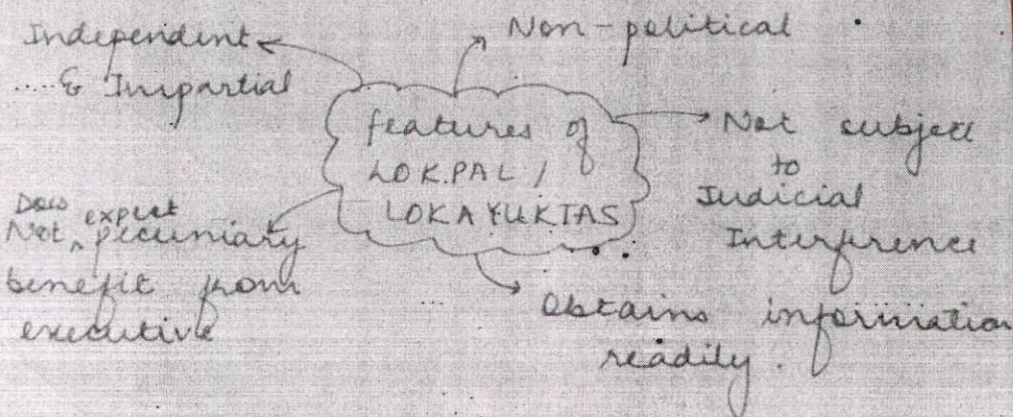 Independent
.....& Impartial
Non-political
features of
LOKPAL /
LOKAYUKTAS
Not subject
to
Judicial
Interference
Does expect
Not ^ pecuniary
benefit from
executive
Obtains information
readily.